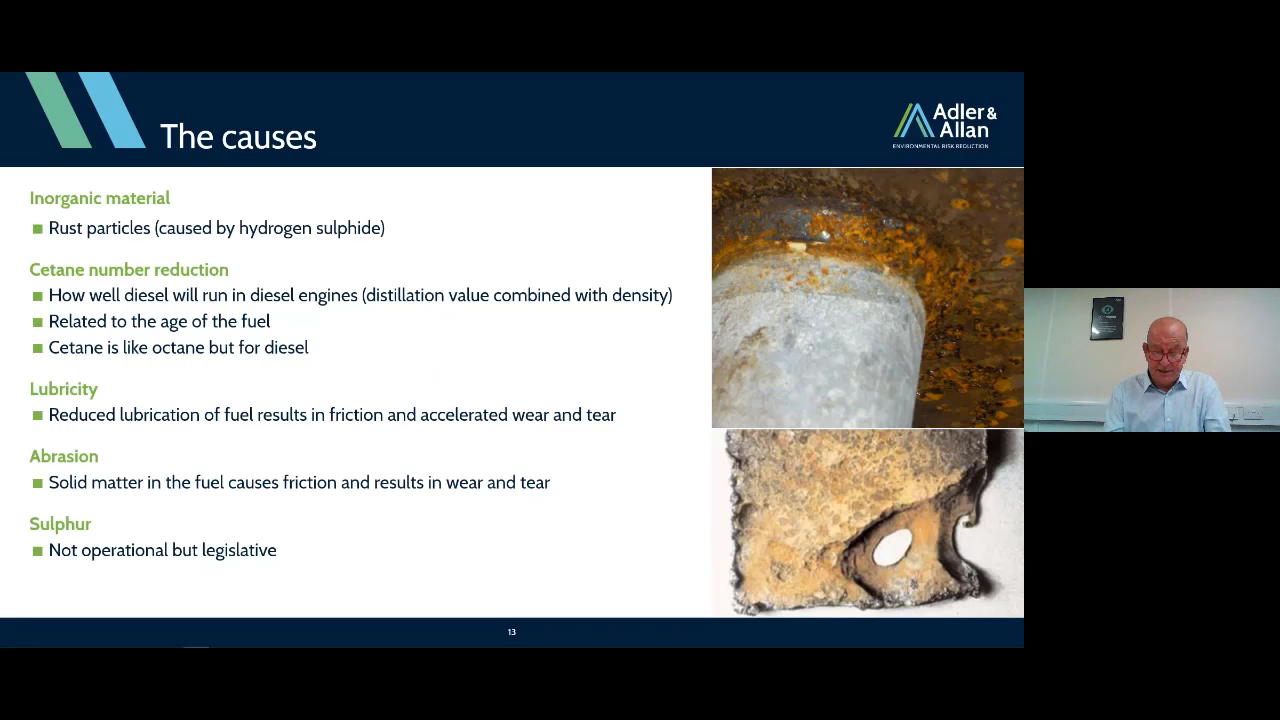 The causes
Adler &
Allan
ENVIRONMENTAL RISK REDUCTION
Inorganic material
Rust particles (caused by hydrogen sulphide)
Cetane number reduction
How well diesel will run in diesel engines (distillation value combined with density)
Related to the age of the fuel
Cetane is like octane but for diesel
Lubricity
Reduced lubrication of fuel results in friction and accelerated wear and tear
Abrasion
Solid matter in the fuel causes friction and results in wear and tear
Sulphur
Not operational but legislative
13